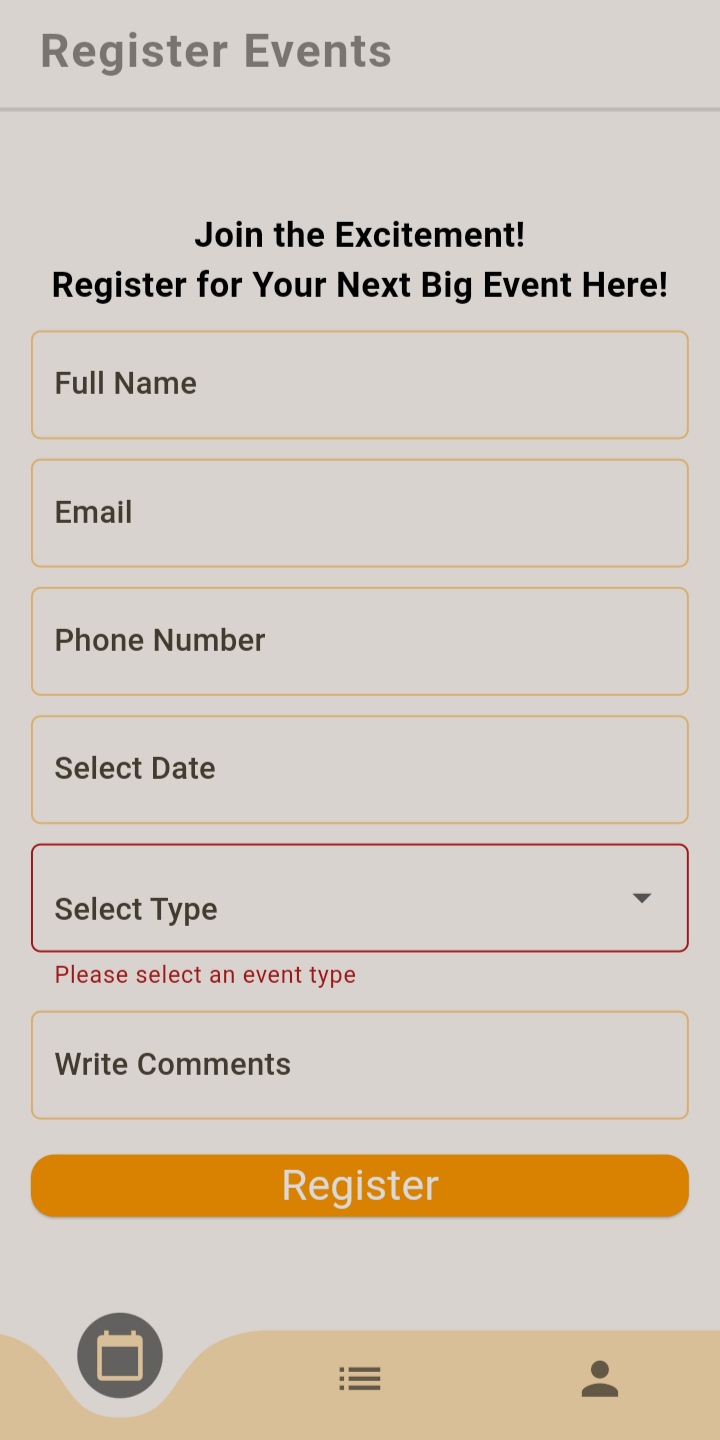 Register Events
Join the Excitement!
Register for Your Next Big Event Here!
Full Name
Email
Phone Number
Select Date
Select Type
Please select an event type
Write Comments
Register